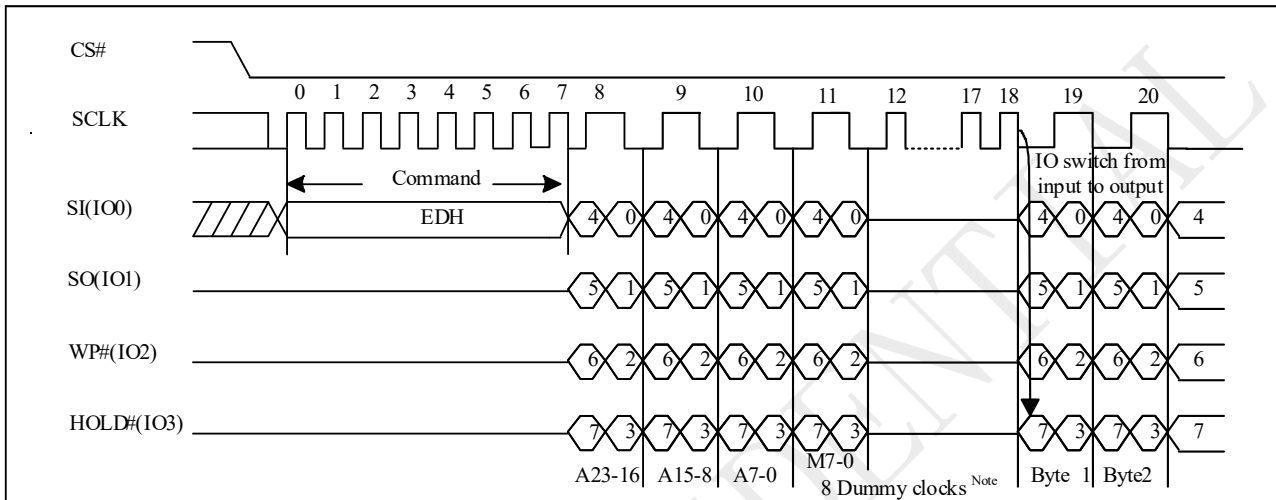 CS#
0 1 2 3 4 5 6 7 8 9 10 11 12 17 18 19 20
SCLK
IO switch from
input to output
Command
SI(IO0)
EDH
4 0 4 0 4 0 4 0 4 0 4 0 4
SO(IO1)
5 1 5 1 5 1 5 1 5 1 5 1 5
WP#(IO2)
6 2 6 2 6 2 6 2 6 2 6 2 6
HOLD#(IO3)
7 3 7 3 7 3 7 3 7 3 7 3 7
A23-16 A15-8 A7-0 M7-0 Byte 1 Byte2
8 Dummy clocks Note